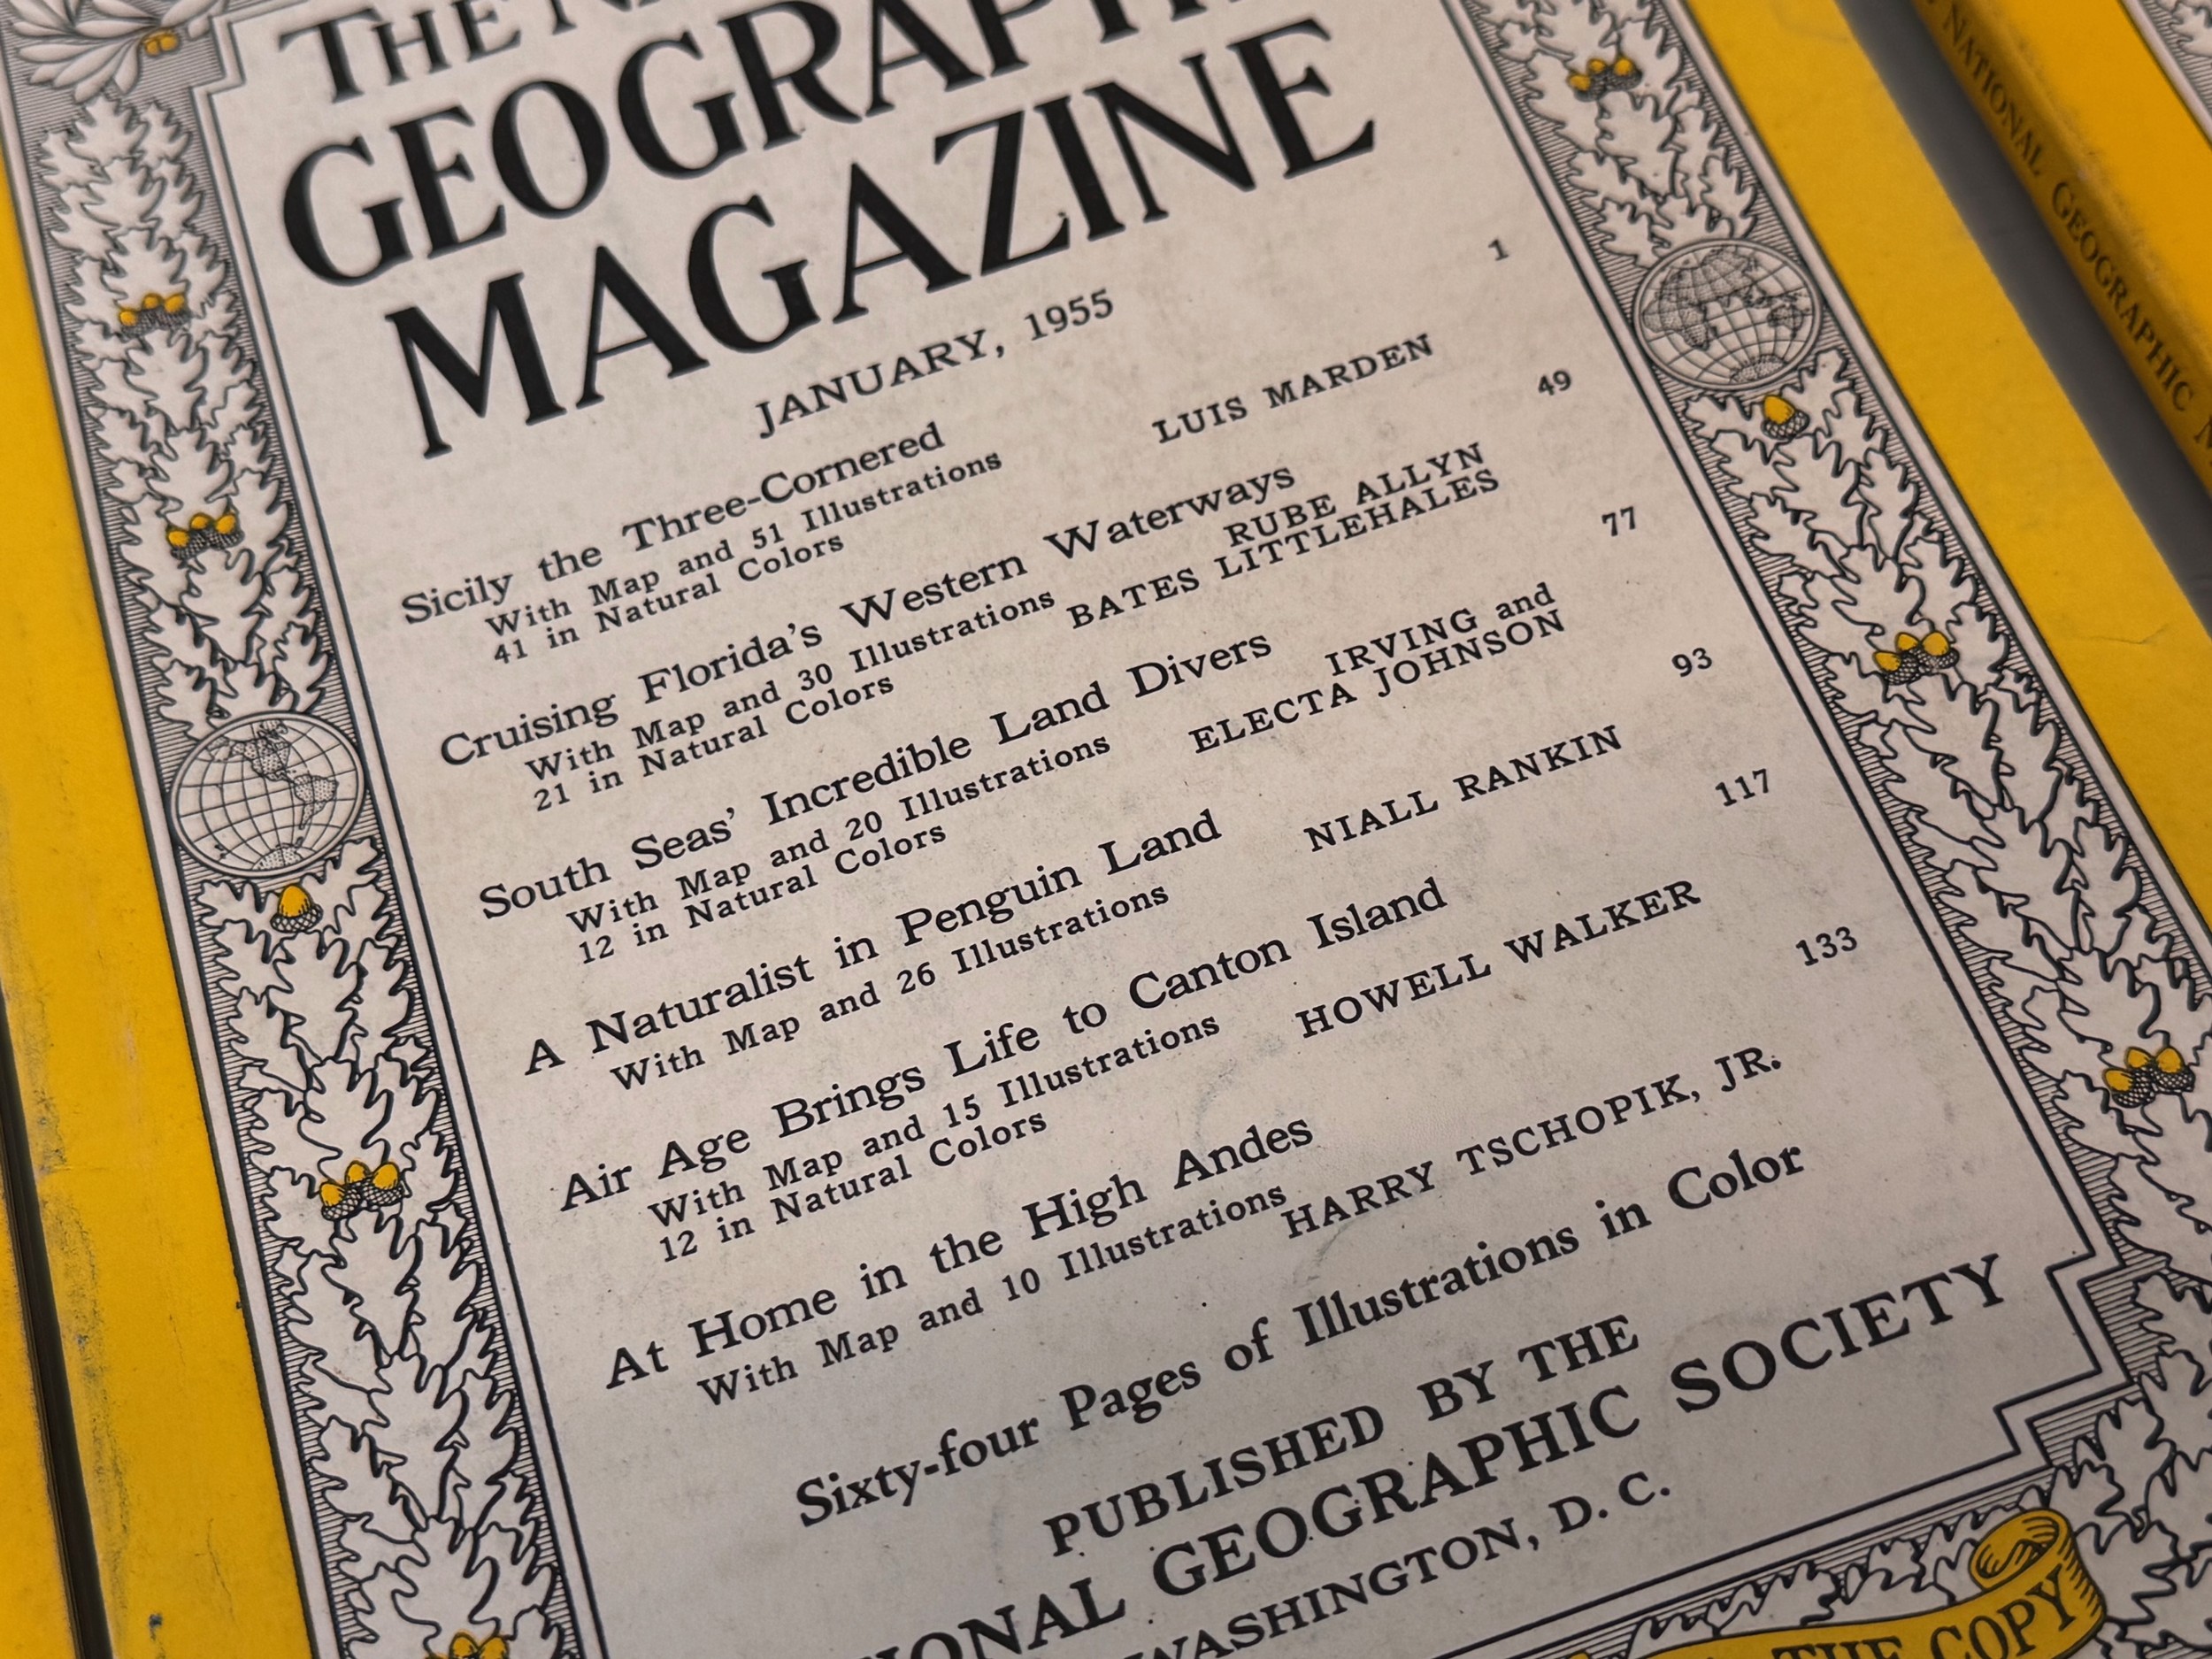 THE
GEOGRAPHI
MAGAZINE
JANUARY, 1955
1
Sicily the Three-Cornered
With Map and 51 Illustrations
41 in Natural Colors
LUIS MARDEN
49
Cruising Florida's Western Waterways
With Map and 30 Illustrations
21 in Natural Colors
RUBE ALLYN
BATES LITTLEHALES
77
South Seas' Incredible Land Divers
With Map and 20 Illustrations
12 in Natural Colors
IRVING and
ELECTA JOHNSON
93
A Naturalist in Penguin Land
With Map and 26 Illustrations
NIALL RANKIN
117
Air Age Brings Life to Canton Island
With Map and 15 Illustrations
12 in Natural Colors
HOWELL WALKER
133
At Home in the High Andes
With Map and 10 Illustrations
HARRY TSCHOPIK, JR.
Sixty-four Pages of Illustrations in Color
PUBLISHED BY THE
IONAL GEOGRAPHIC SOCIETY
WASHINGTON, D. C.
THE COPY
NATIONAL GEOGRAPHIC